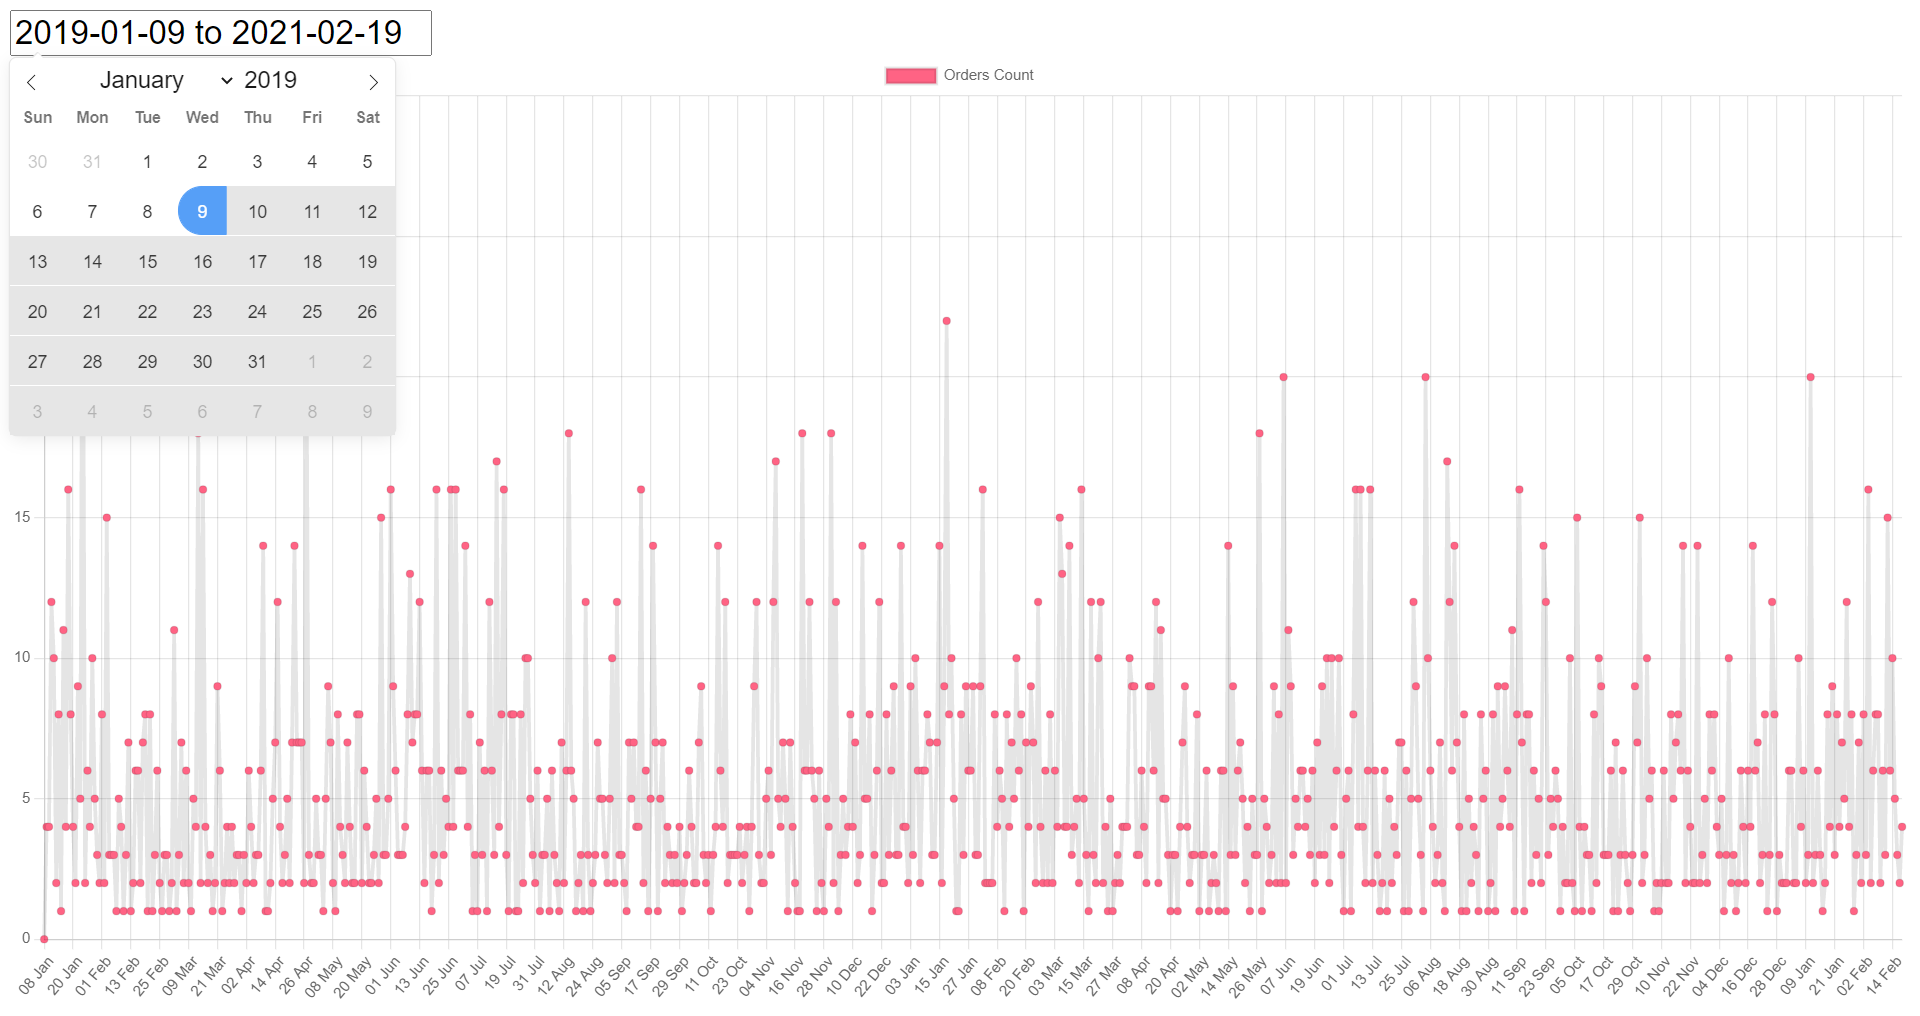 2019-01-09 to 2021-02-19
January 2019
Orders Count
Sun Mon Tue Wed Thu Fri Sat
30 31 1 2 3 4 5
6 7 8 9 10 11 12
13 14 15 16 17 18 19
20 21 22 23 24 25 26
27 28 29 30 31 1 2
3 4 5 6 7 8 9
15
10
5
0
08 Jan 20 Jan 01 Feb 13 Feb 25 Feb 09 Mar 21 Mar 02 Apr 14 Apr 26 Apr 08 May 20 May 01 Jun 13 Jun 25 Jun 07 Jul 19 Jul 31 Jul 12 Aug 24 Aug 05 Sep 17 Sep 29 Sep 11 Oct 23 Oct 04 Nov 16 Nov 28 Nov 10 Dec 22 Dec 03 Jan 15 Jan 27 Jan 08 Feb 20 Feb 03 Mar 15 Mar 27 Mar 08 Apr 20 Apr 02 May 14 May 26 May 07 Jun 19 Jun 01 Jul 13 Jul 25 Jul 06 Aug 18 Aug 30 Aug 11 Sep 23 Sep 05 Oct 17 Oct 29 Oct 10 Nov 22 Nov 04 Dec 16 Dec 28 Dec 09 Jan 21 Jan 02 Feb 14 Feb